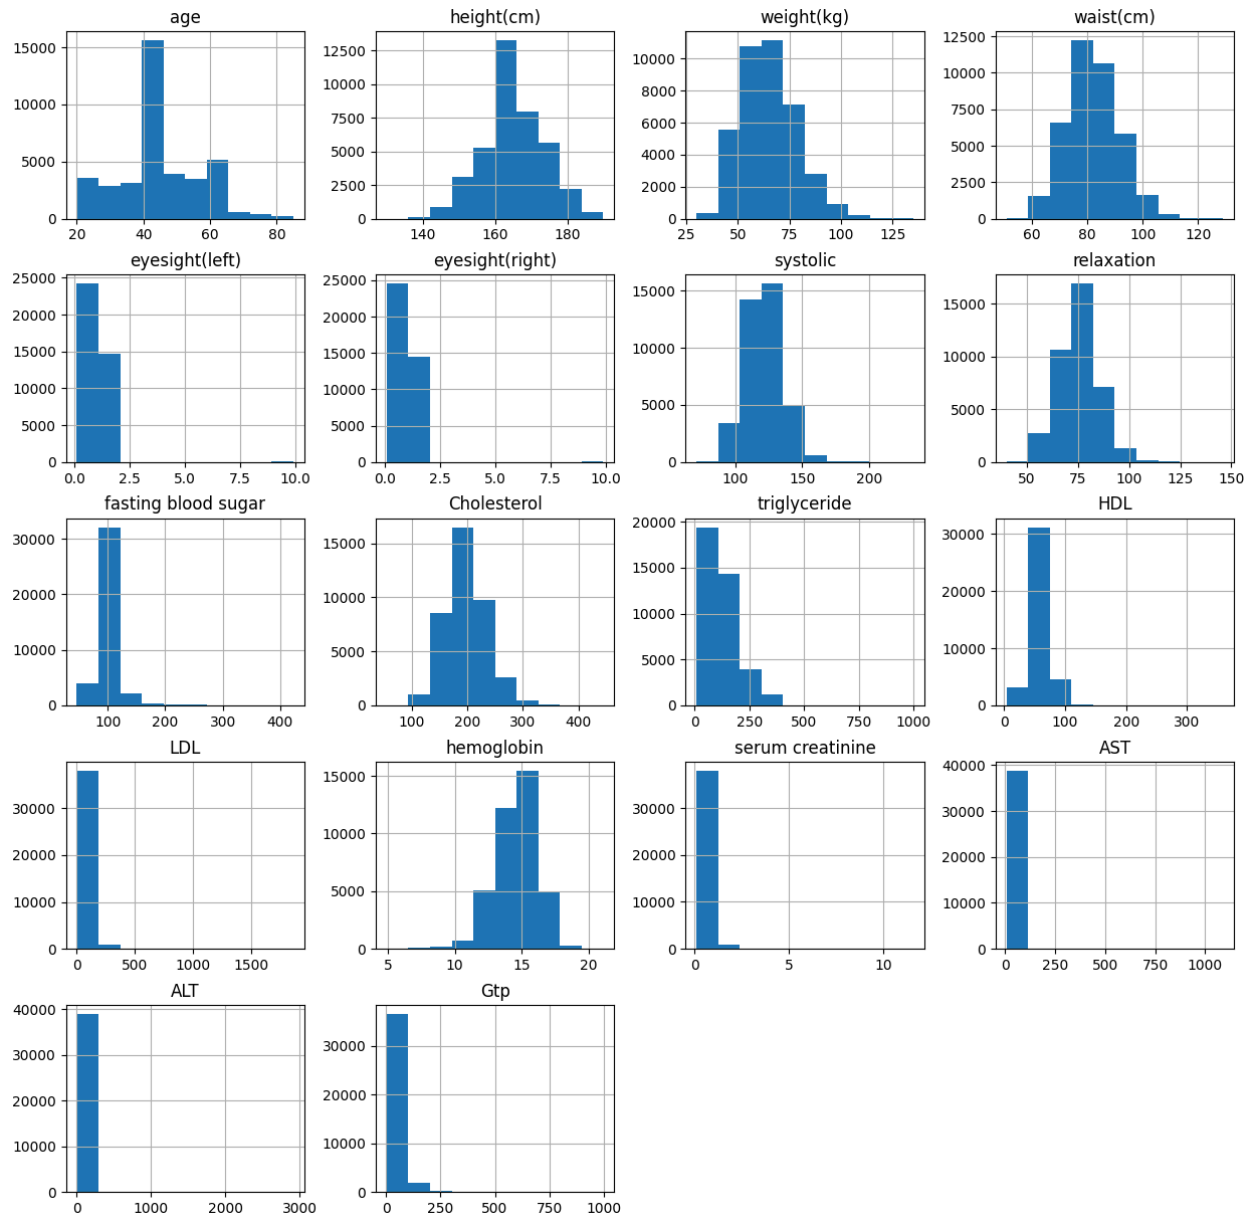 age height(cm) weight(kg) waist(cm)
15000 10000 5000 0
20 40 60 80
12500 10000 7500 5000 2500 0
140 160 180
10000 8000 6000 4000 2000 0
25 50 75 100 125
12500 10000 7500 5000 2500 0
60 80 100 120
eyesight(left) eyesight(right) systolic relaxation
25000 20000 15000 10000 5000 0
0.0 2.5 5.0 7.5 10.0
25000 20000 15000 10000 5000 0
0.0 2.5 5.0 7.5 10.0
15000 10000 5000 0
100 150 200
15000 10000 5000 0
50 75 100 125 150
fasting blood sugar Cholesterol triglyceride HDL
30000 20000 10000 0
100 200 300 400
15000 10000 5000 0
100 200 300 400
20000 15000 10000 5000 0
0 250 500 750 1000
30000 20000 10000 0
0 100 200 300
LDL hemoglobin serum creatinine AST
30000 20000 10000 0
0 500 1000 1500
15000 10000 5000 0
5 10 15 20
30000 20000 10000 0
0 5 10
40000 30000 20000 10000 0
0 250 500 750 1000
ALT Gtp
40000 30000 20000 10000 0
0 1000 2000 3000
30000 20000 10000 0
0 250 500 750 1000